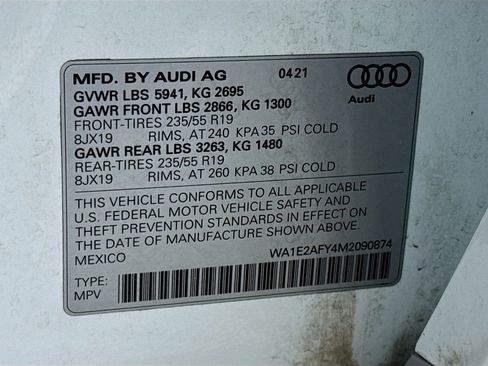 MFD. BY AUDI AG 04 21
GVWR LBS 5941, KG 2695
GAWR FRONT LBS 2866, KG 1300
FRONT-TIRES 235/55 R19
8JX19 RIMS, AT 240 KPA 35 PSI COLD
GAWR REAR LBS 3263, KG 1480
REAR-TIRES 235/55 R19
8JX19 RIMS, AT 260 KPA 38 PSI COLD
Audi
THIS VEHICLE CONFORMS TO ALL APPLICABLE
U.S. FEDERAL MOTOR VEHICLE SAFETY AND
THEFT PREVENTION STANDARDS IN EFFECT ON
THE DATE OF MANUFACTURE SHOWN ABOVE.
MEXICO WA1E2AFY4M2090874
TYPE:
MPV